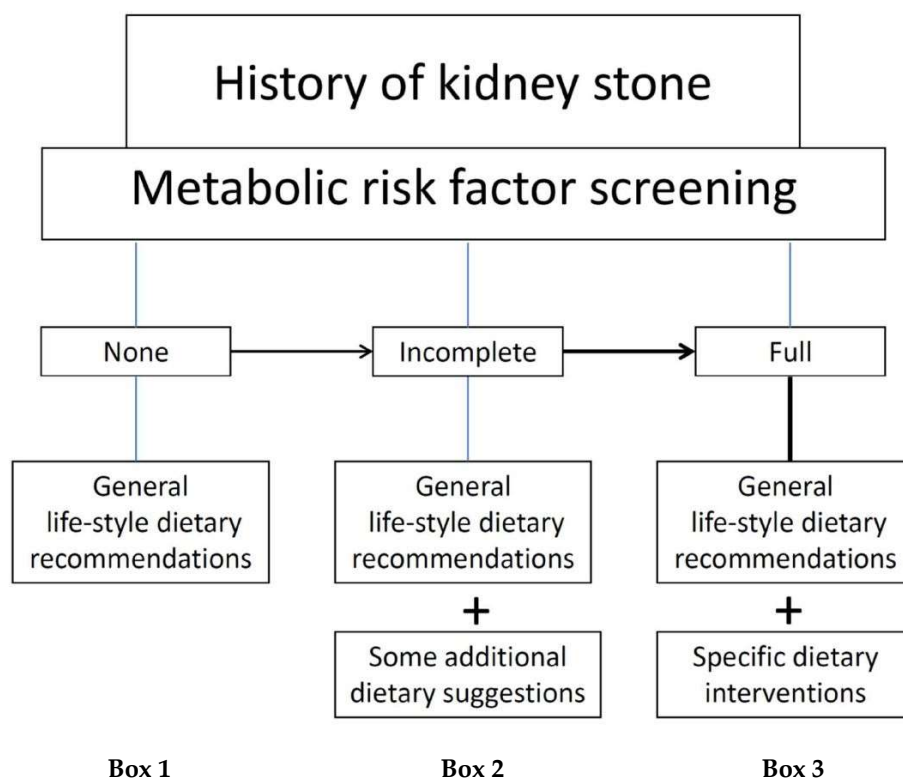 History of kidney stone
Metabolic risk factor screening
None
Incomplete
Full
General
life-style dietary
recommendations
General
life-style dietary
recommendations
+
Some additional
dietary suggestions
General
life-style dietary
recommendations
+
Specific dietary
interventions
Box 1
Box 2
Box 3